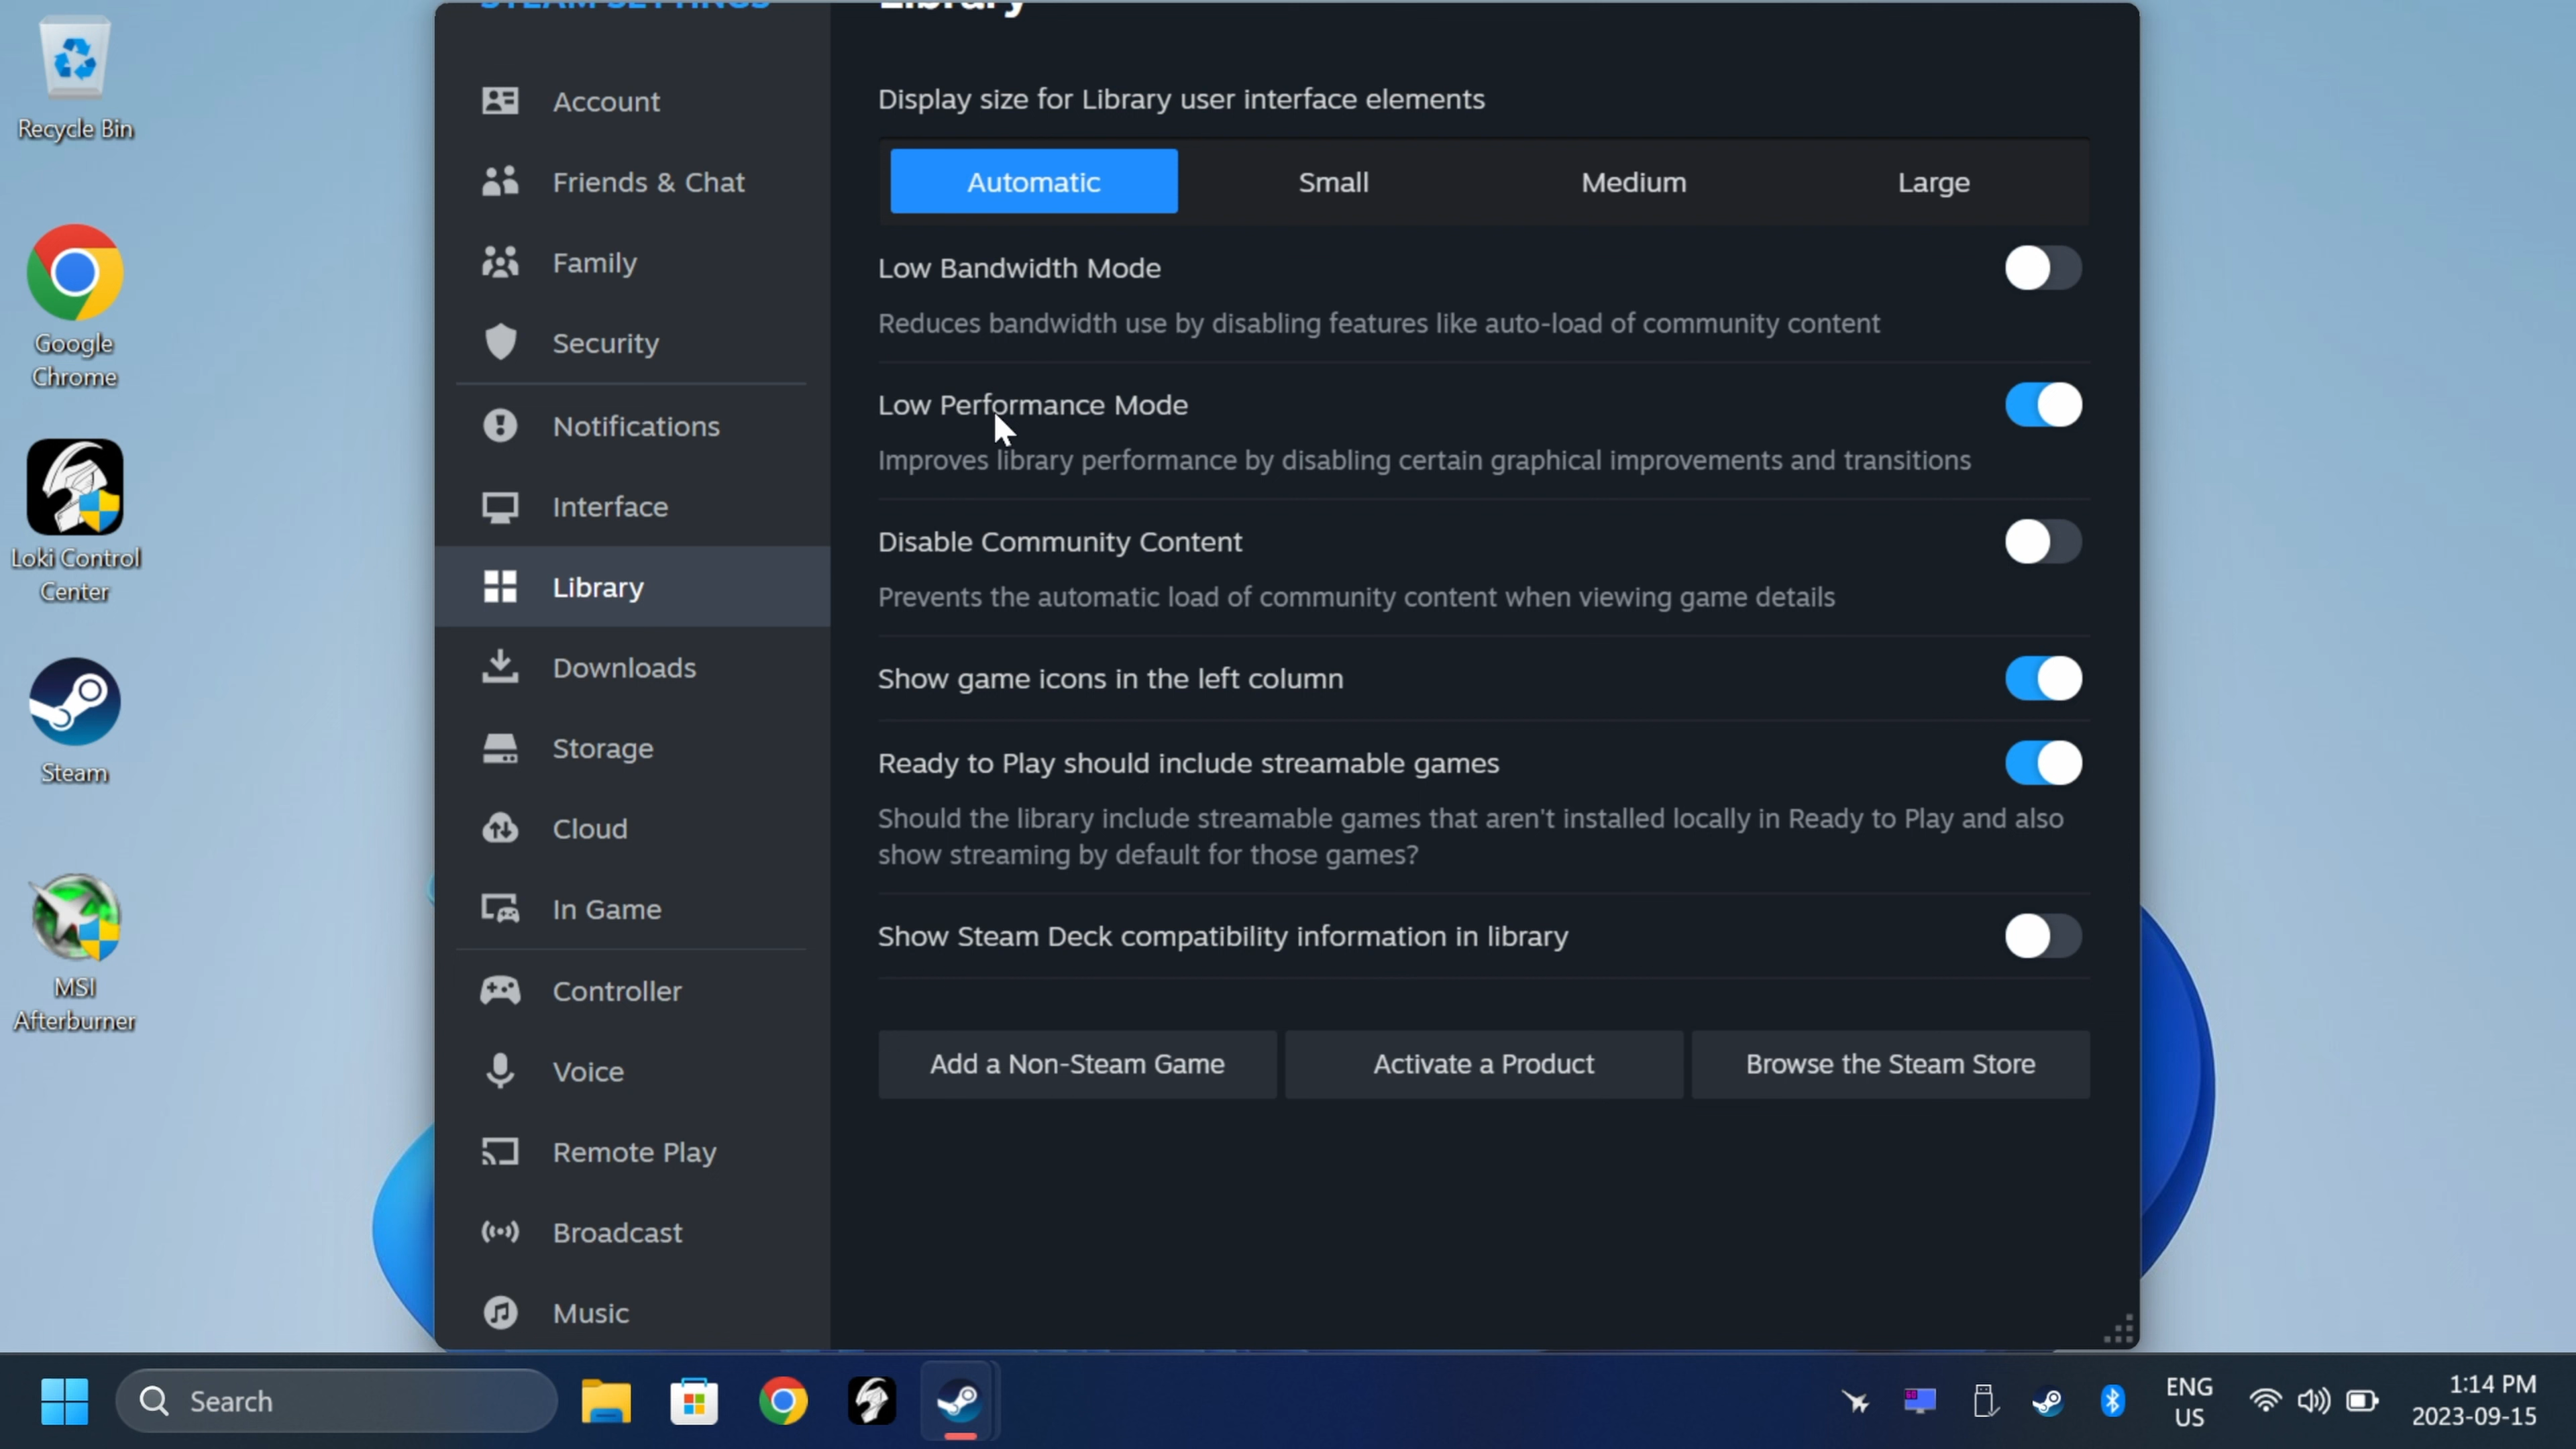 STEAM SETTINGS
Library
Recycle Bin
Google
Chrome
Loki Control
Center
Steam
MSI
Afterburner
Account
Friends & Chat
Family
Security
Notifications
Interface
Library
Downloads
Storage
Cloud
In Game
Controller
Voice
Remote Play
Broadcast
Music
Display size for Library user interface elements
Automatic
Small
Medium
Large
Low Bandwidth Mode
Reduces bandwidth use by disabling features like auto-load of community content
Low Performance Mode
Improves library performance by disabling certain graphical improvements and transitions
Disable Community Content
Prevents the automatic load of community content when viewing game details
Show game icons in the left column
Ready to Play should include streamable games
Should the library include streamable games that aren't installed locally in Ready to Play and also
show streaming by default for those games?
Show Steam Deck compatibility information in library
Add a Non-Steam Game
Activate a Product
Browse the Steam Store
Search
60
ENG
US
1:14 PM
2023-09-15